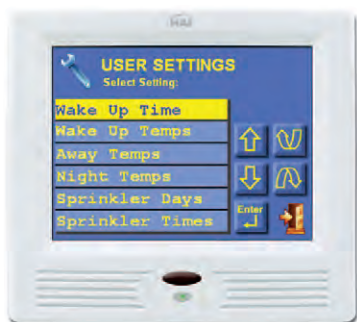 HAI
USER SETTINGS
Select Setting:
Wake Up Time
Wake Up Temps
Away Temps
Night Temps
Sprinkler Days
Sprinkler Times
Enter